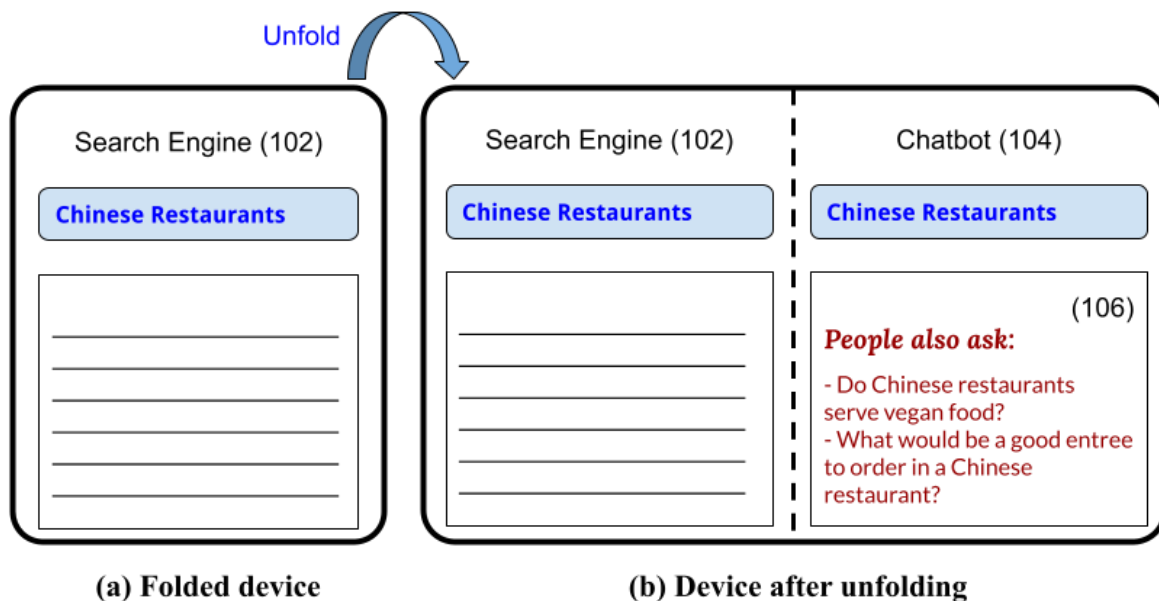 Unfold
Search Engine (102)
Chinese Restaurants
Search Engine (102)
Chinese Restaurants
Chatbot (104)
Chinese Restaurants
(106)
People also ask:
- Do Chinese restaurants
serve vegan food?
- What would be a good entree
to order in a Chinese
restaurant?
(a) Folded device
(b) Device after unfolding